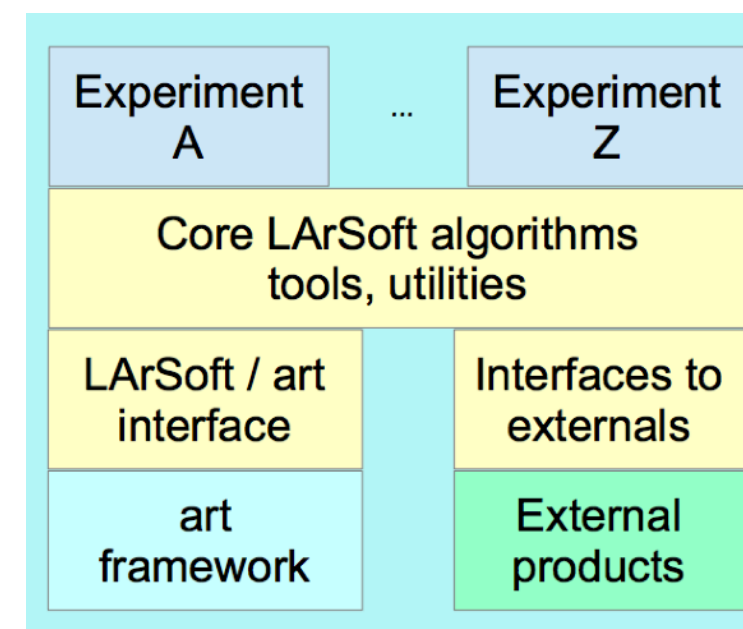 Experiment
A
...
Experiment
Z
Core LArSoft algorithms
tools, utilities
LArSoft / art
interface
Interfaces to
externals
art
framework
External
products